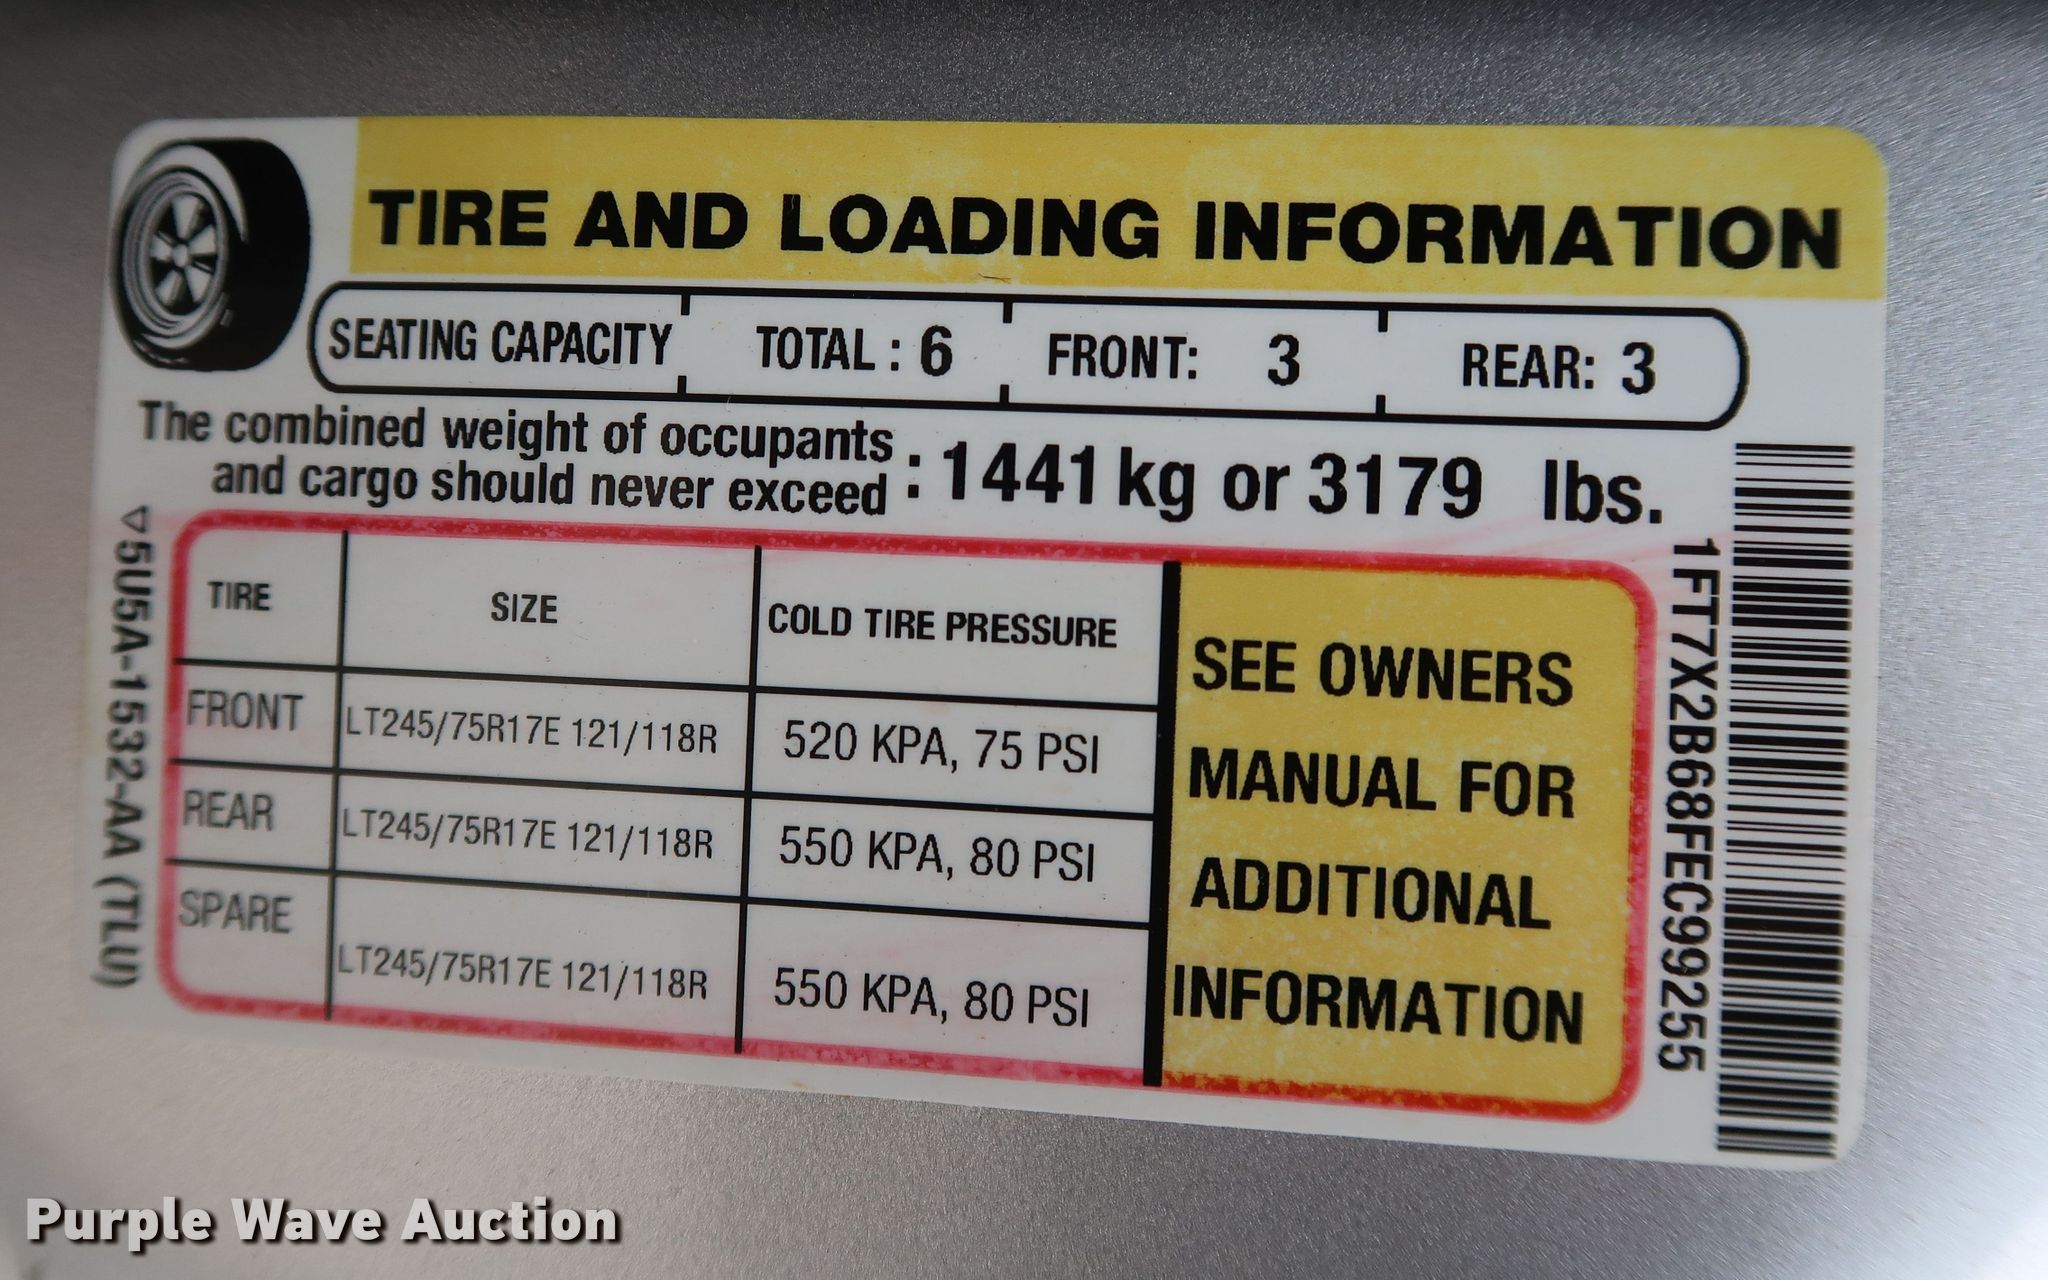 TIRE AND LOADING INFORMATION
SEATING CAPACITY TOTAL : 6 FRONT: 3 REAR: 3
The combined weight of occupants
and cargo should never exceed : 1441 kg or 3179 lbs.
TIRE SIZE COLD TIRE PRESSURE
FRONT LT245/75R17E 121/118R 520 KPA, 75 PSI
REAR LT245/75R17E 121/118R 550 KPA, 80 PSI
SPARE LT245/75R17E 121/118R 550 KPA, 80 PSI
SEE OWNERS
MANUAL FOR
ADDITIONAL
INFORMATION
▽5U5A-1532-AA (TLU)
1FT7X2B68FEC99255
Purple Wave Auction